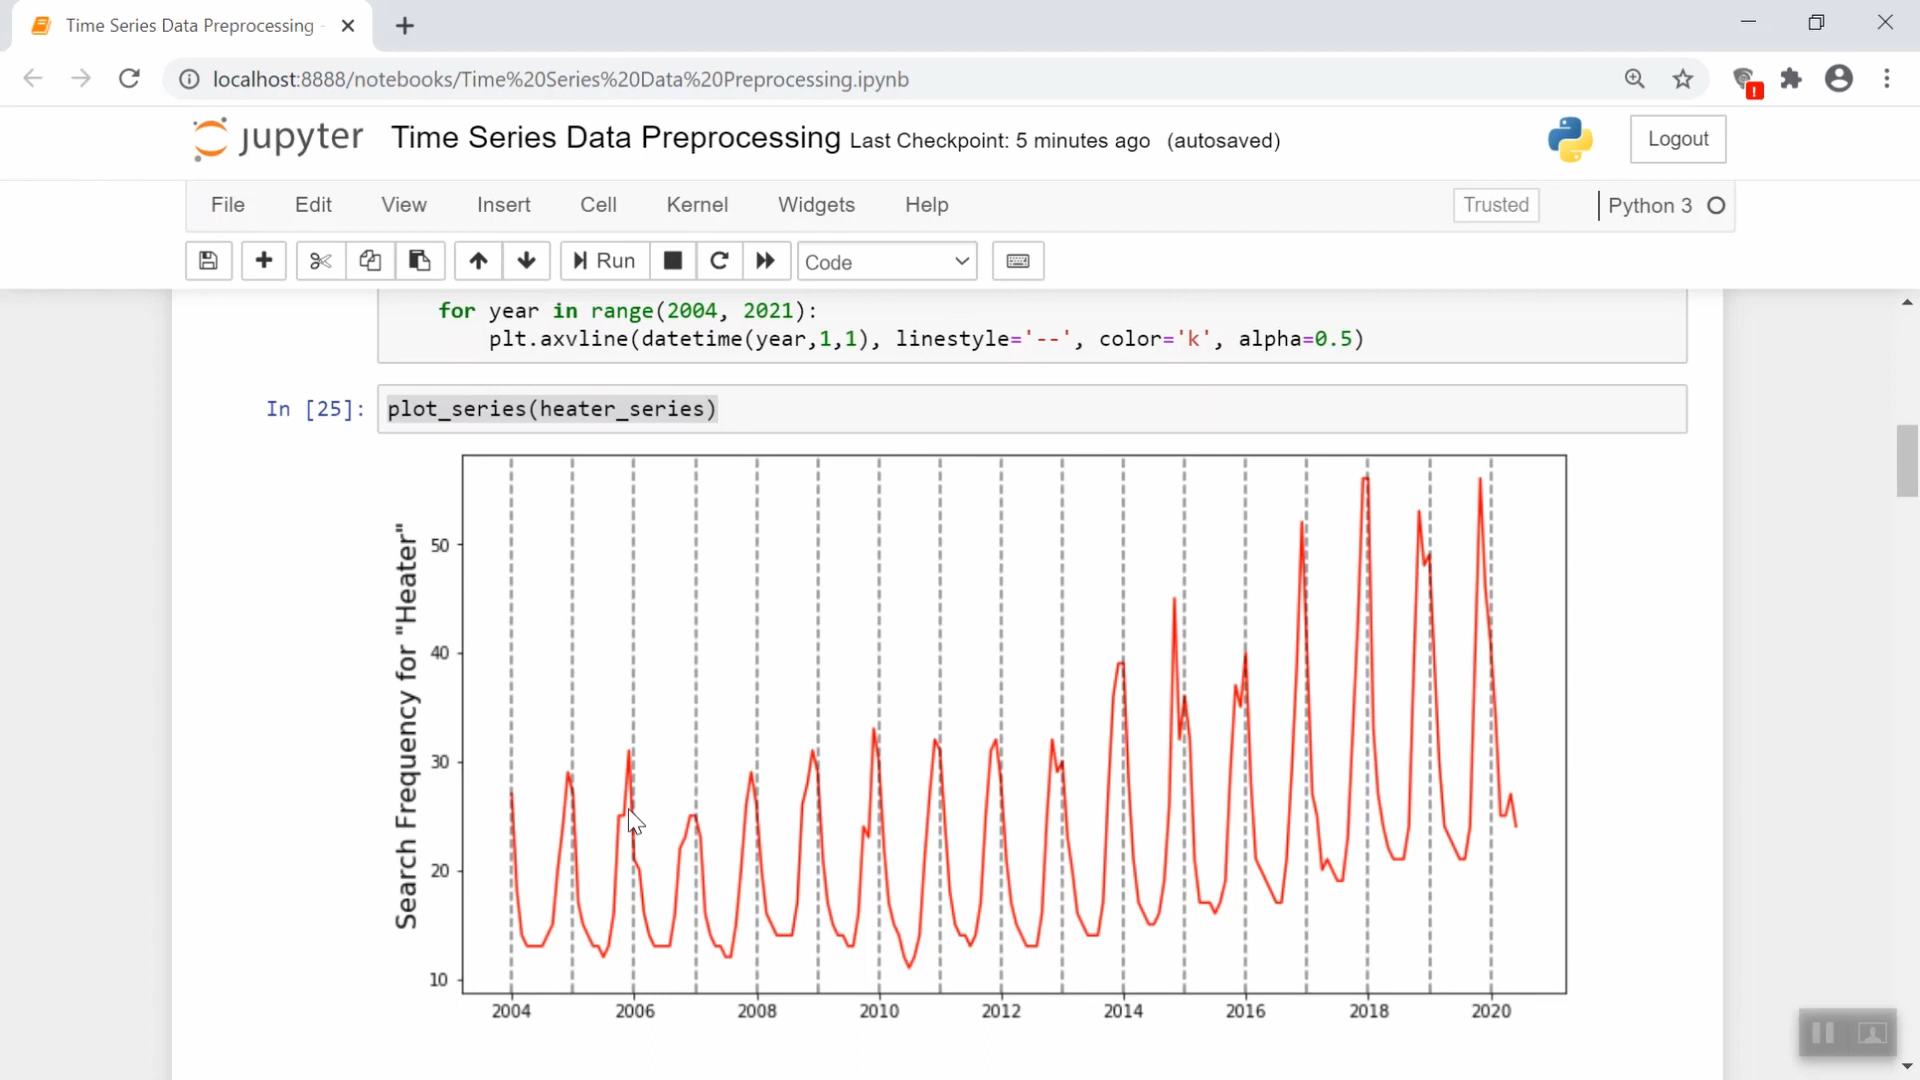 Time Series Data Preprocessing -
localhost:8888/notebooks/Time%20Series%20Data%20Preprocessing.ipynb
!
jupyter Time Series Data Preprocessing Last Checkpoint: 5 minutes ago (autosaved)
Logout
File Edit View Insert Cell Kernel Widgets Help Trusted Python 3
Run Code
for year in range(2004, 2021):
plt.axvline(datetime(year,1,1), linestyle='--', color='k', alpha=0.5)
In [25]: plot_series(heater_series)
Search Frequency for "Heater"
50
40
30
20
10
2004 2006 2008 2010 2012 2014 2016 2018 2020